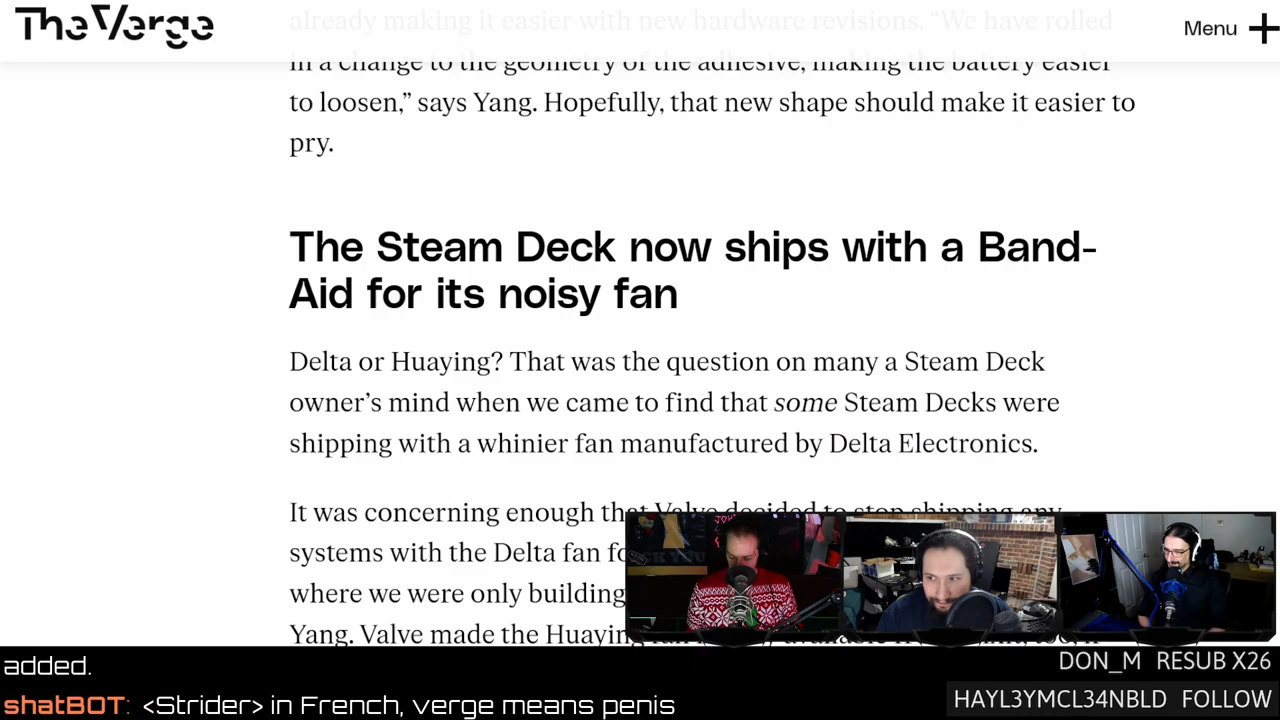 The Verge
Menu
already making it easier with new hardware revisions. “We have rolled
in a change to the geometry of the adhesive, making the battery easier
to loosen,” says Yang. Hopefully, that new shape should make it easier to
pry.
The Steam Deck now ships with a Band-
Aid for its noisy fan
Delta or Huaying? That was the question on many a Steam Deck
owner’s mind when we came to find that some Steam Decks were
shipping with a whinier fan manufactured by Delta Electronics.
It was concerning enough that Valve decided to stop shipping any
systems with the Delta fan
where we were only building
Yang. Valve made the Huaying
added.
DON_M RESUB X26
shatBOT: <Strider> in French, verge means penis
HAYL3YMCL34NBLD FOLLOW